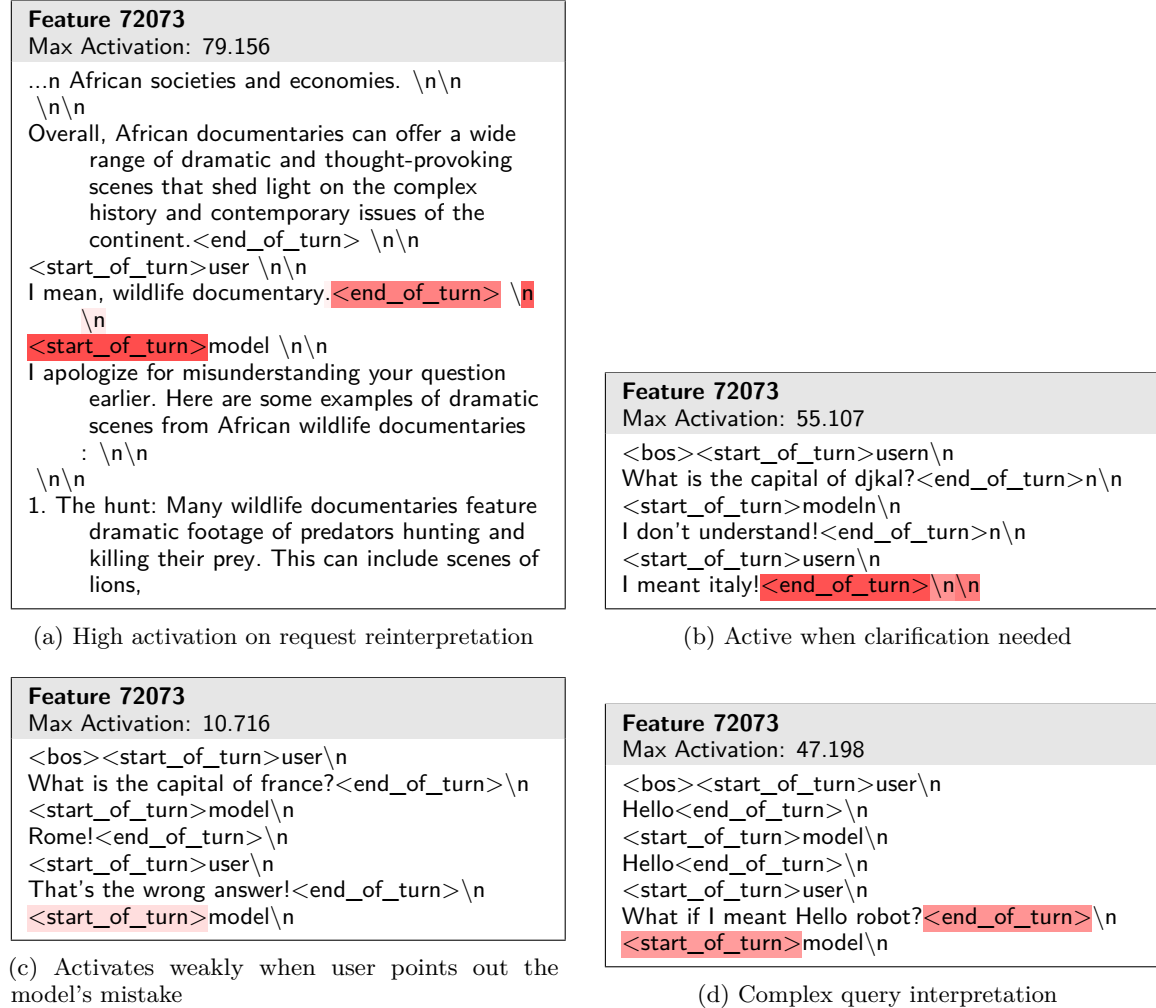 Feature 72073
Max Activation: 79.156
...n African societies and economies. \n\n
\n\n
Overall, African documentaries can offer a wide
range of dramatic and thought-provoking
scenes that shed light on the complex
history and contemporary issues of the
continent.<end_of_turn> \n\n
<start_of_turn>user \n\n
I mean, wildlife documentary.<end_of_turn> \n
\n
<start_of_turn>model \n\n
I apologize for misunderstanding your question
earlier. Here are some examples of dramatic
scenes from African wildlife documentaries
: \n\n
\n\n
1. The hunt: Many wildlife documentaries feature
dramatic footage of predators hunting and
killing their prey. This can include scenes of
lions,
(a) High activation on request reinterpretation
Feature 72073
Max Activation: 55.107
<bos><start_of_turn>usern\n
What is the capital of djkal?<end_of_turn>n\n
<start_of_turn>modeln\n
I don't understand!<end_of_turn>n\n
<start_of_turn>usern\n
I meant italy!<end_of_turn>\n\n
(b) Active when clarification needed
Feature 72073
Max Activation: 10.716
<bos><start_of_turn>user\n
What is the capital of france?<end_of_turn>\n
<start_of_turn>model\n
Rome!<end_of_turn>\n
<start_of_turn>user\n
That's the wrong answer!<end_of_turn>\n
<start_of_turn>model\n
(c) Activates weakly when user points out the
model's mistake
Feature 72073
Max Activation: 47.198
<bos><start_of_turn>user\n
Hello<end_of_turn>\n
<start_of_turn>model\n
Hello<end_of_turn>\n
<start_of_turn>user\n
What if I meant Hello robot?<end_of_turn>\n
<start_of_turn>model\n
(d) Complex query interpretation